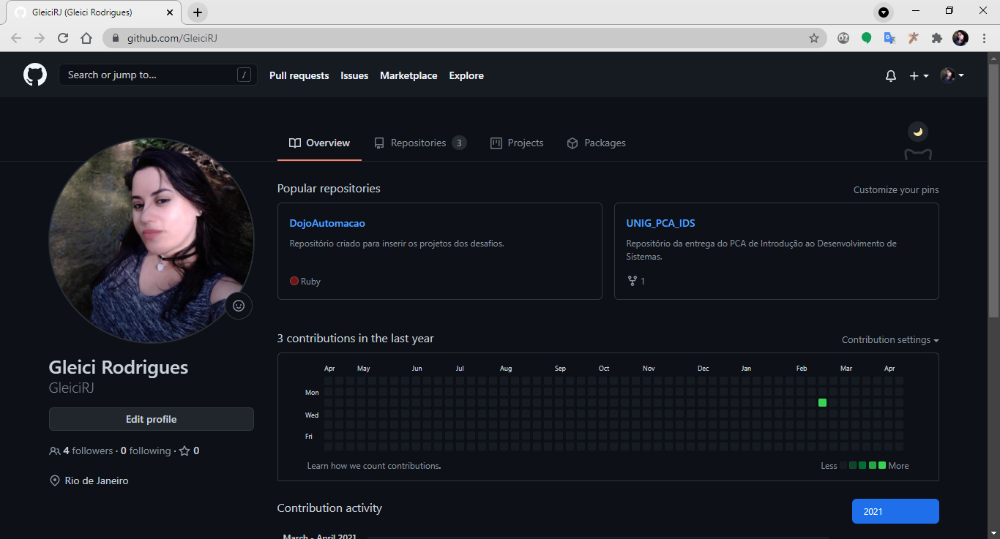 GleiciRJ (Gleici Rodrigues)
github.com/GleiciRJ
Search or jump to...
/
Pull requests
Issues
Marketplace
Explore
Overview
Repositories 3
Projects
Packages
Popular repositories
Customize your pins
DojoAutomacao
Repositório criado para inserir os projetos dos desafios.
Ruby
UNIG_PCA_IDS
Repositório da entrega do PCA de Introdução ao Desenvolvimento de
Sistemas.
1
Gleici Rodrigues
GleiciRJ
Edit profile
4 followers · 0 following · 0
Rio de Janeiro
3 contributions in the last year
Contribution settings
Apr May Jun Jul Aug Sep Oct Nov Dec Jan Feb Mar Apr
Mon
Wed
Fri
Learn how we count contributions.
Less More
Contribution activity
2021
March - April 2021